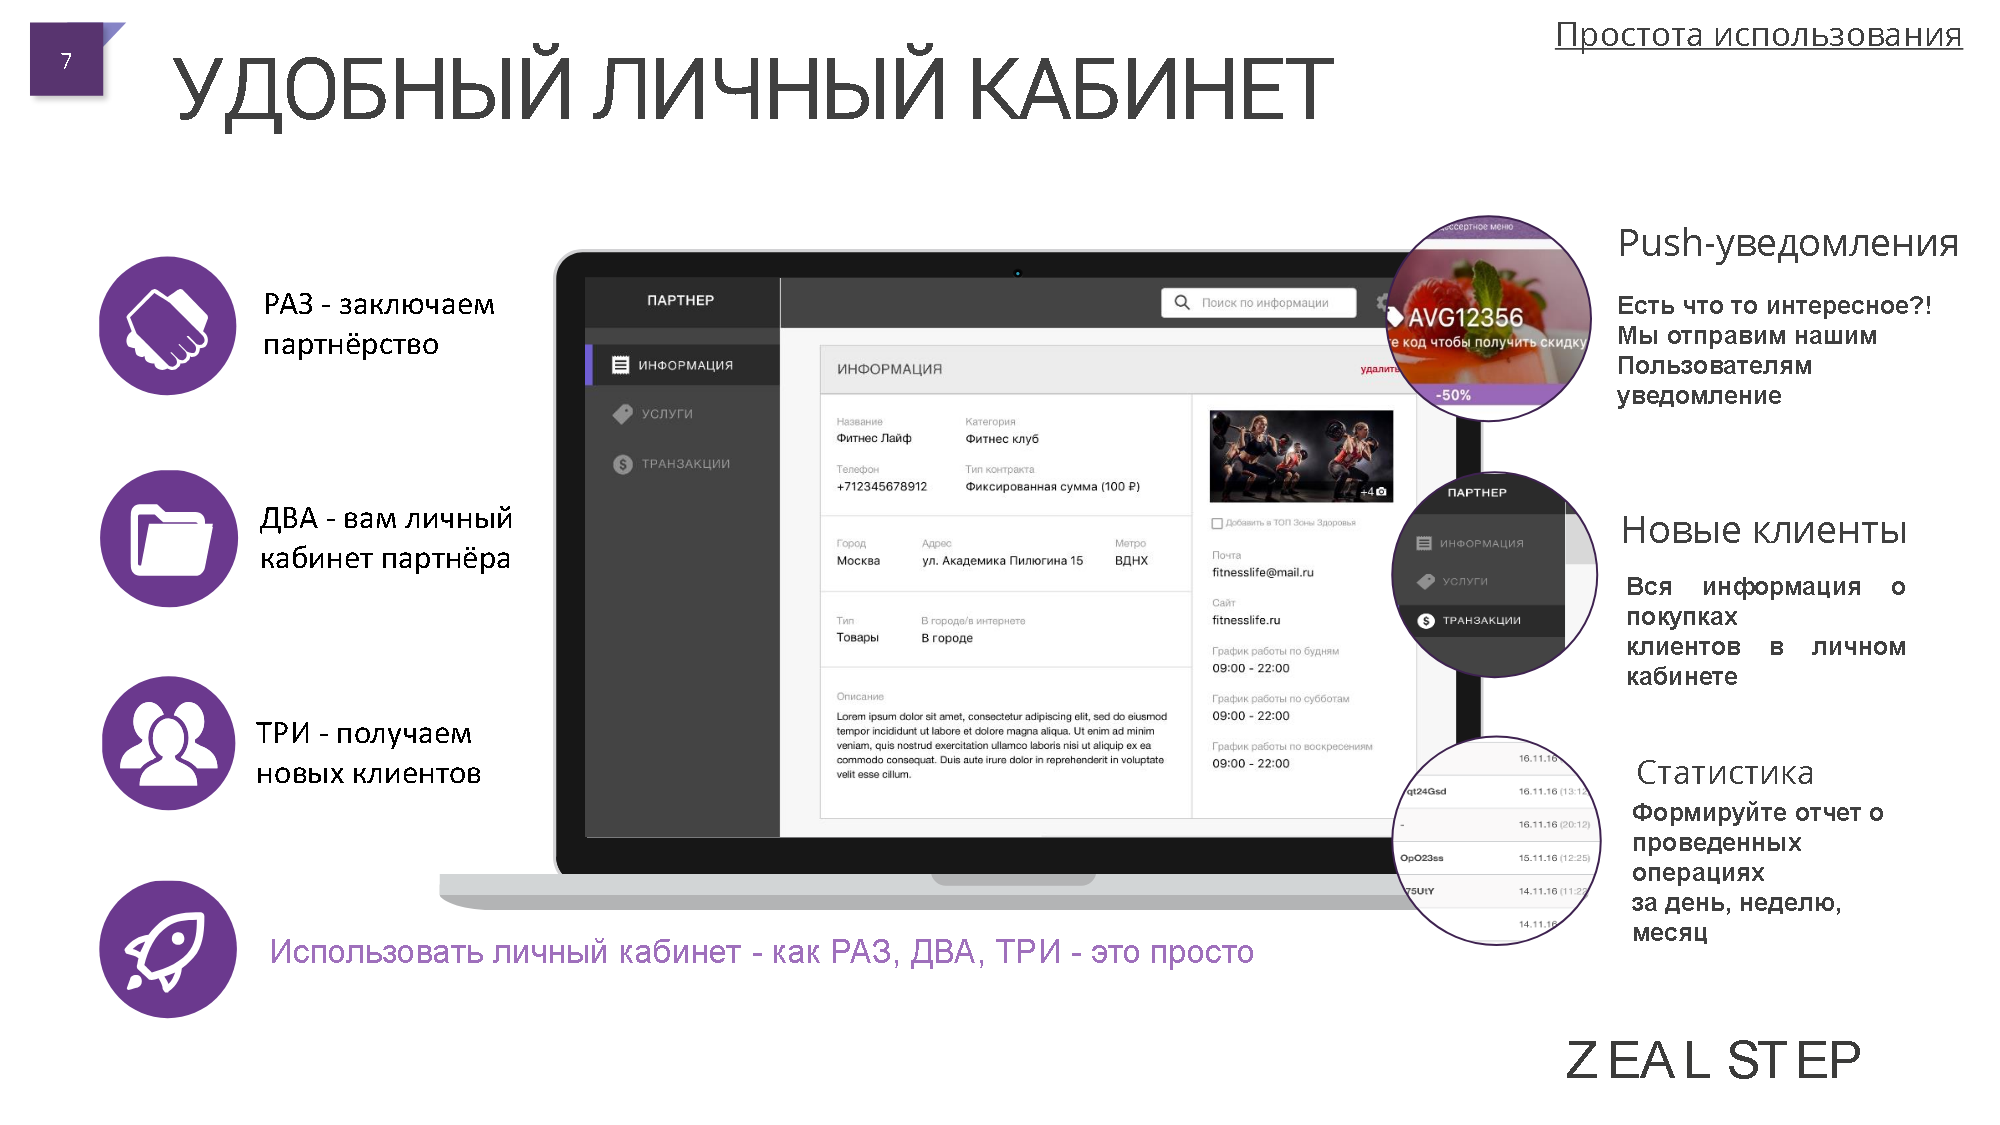 7
Простота использования
УДОБНЫЙ ЛИЧНЫЙ КАБИНЕТ
РАЗ - заключаем
партнёрство
ДВА - вам личный
кабинет партнёра
ТРИ - получаем
новых клиентов
Использовать личный кабинет - как РАЗ, ДВА, ТРИ - это просто
ПАРТНЕР
Поиск по информации
ИНФОРМАЦИЯ
УСЛУГИ
ТРАНЗАКЦИИ
ИНФОРМАЦИЯ
удалить
Название Категория
Фитнес Лайф Фитнес клуб
Телефон Тип контракта
+712345678912 Фиксированная сумма (100 ₽)
Город Адрес Метро
Москва ул. Академика Пилюгина 15 ВДНХ
Тип В городе/в интернете
Товары В городе
Описание
Lorem ipsum dolor sit amet, consectetur adipiscing elit, sed do eiusmod
tempor incididunt ut labore et dolore magna aliqua. Ut enim ad minim
veniam, quis nostrud exercitation ullamco laboris nisi ut aliquip ex ea
commodo consequat. Duis aute irure dolor in reprehenderit in voluptate
velit esse cillum.
+4
Добавить в ТОП Зоны Здоровья
Почта
fitnesslife@mail.ru
Сайт
fitnesslife.ru
График работы по будням
09:00 - 22:00
График работы по субботам
09:00 - 22:00
График работы по воскресениям
09:00 - 22:00
меню
AVG12356
код чтобы получить скидку
-50%
ПАРТНЕР
ИНФОРМАЦИЯ
УСЛУГИ
ТРАНЗАКЦИИ
16.11.16
qt24Gsd 16.11.16 (13:12
- 16.11.16 (20:12)
OpO23ss 15.11.16 (12:25)
75UtY 14.11.16 (11:22
14.11.16
Push-уведомления
Есть что то интересное?!
Мы отправим нашим
Пользователям
уведомление
Новые клиенты
Вся информация о
покупках
клиентов в личном
кабинете
Статистика
Формируйте отчет о
проведенных
операциях
за день, неделю,
месяц
ZEAL STEP